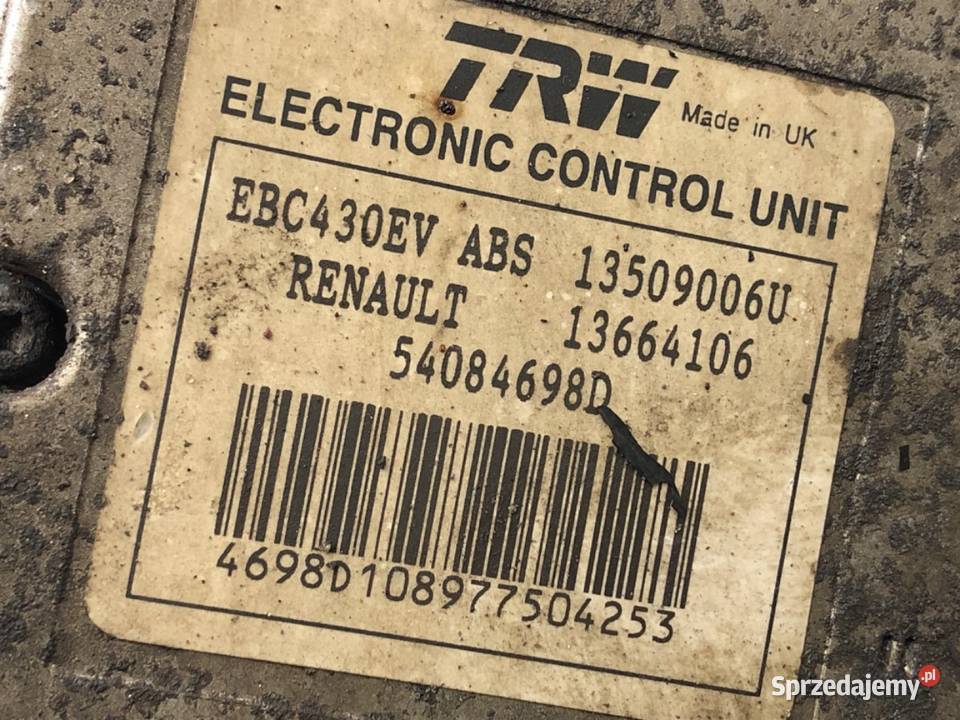 TRW Made in UK
ELECTRONIC CONTROL UNIT
EBC430EV ABS 13509006U
RENAULT 13664106
54084698D
4698D108977504253
Sprzedajemy.pl